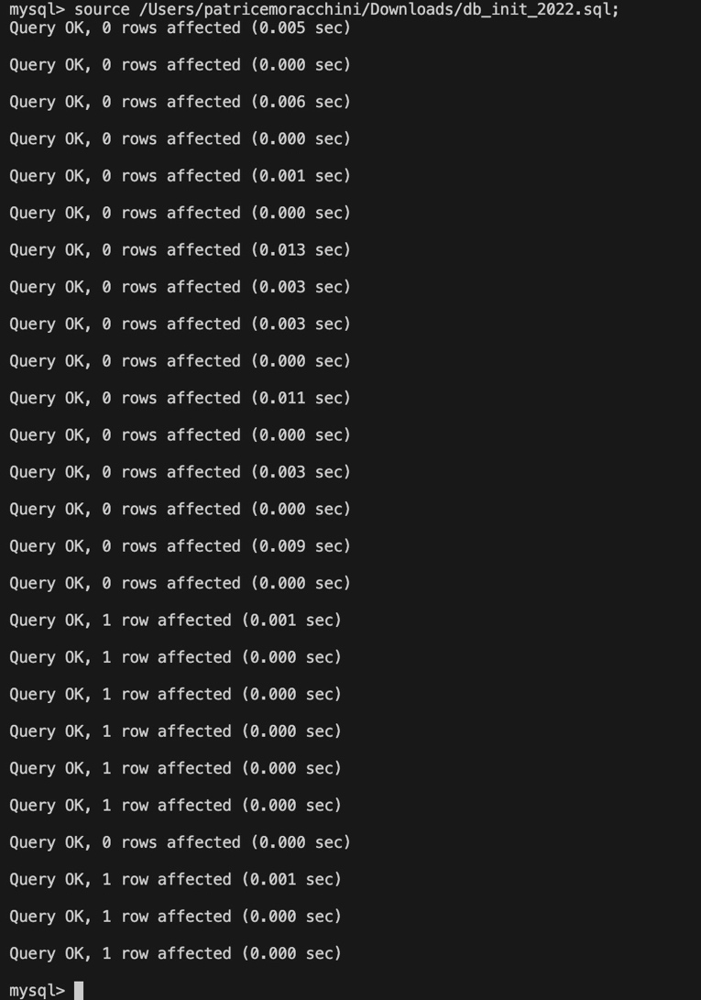 mysql> source /Users/patricemoracchini/Downloads/db_init_2022.sql;
Query OK, 0 rows affected (0.005 sec)
Query OK, 0 rows affected (0.000 sec)
Query OK, 0 rows affected (0.006 sec)
Query OK, 0 rows affected (0.000 sec)
Query OK, 0 rows affected (0.001 sec)
Query OK, 0 rows affected (0.000 sec)
Query OK, 0 rows affected (0.013 sec)
Query OK, 0 rows affected (0.003 sec)
Query OK, 0 rows affected (0.003 sec)
Query OK, 0 rows affected (0.000 sec)
Query OK, 0 rows affected (0.011 sec)
Query OK, 0 rows affected (0.000 sec)
Query OK, 0 rows affected (0.003 sec)
Query OK, 0 rows affected (0.000 sec)
Query OK, 0 rows affected (0.009 sec)
Query OK, 0 rows affected (0.000 sec)
Query OK, 1 row affected (0.001 sec)
Query OK, 1 row affected (0.000 sec)
Query OK, 1 row affected (0.000 sec)
Query OK, 1 row affected (0.000 sec)
Query OK, 1 row affected (0.000 sec)
Query OK, 1 row affected (0.000 sec)
Query OK, 0 rows affected (0.000 sec)
Query OK, 1 row affected (0.001 sec)
Query OK, 1 row affected (0.000 sec)
Query OK, 1 row affected (0.000 sec)
mysql>